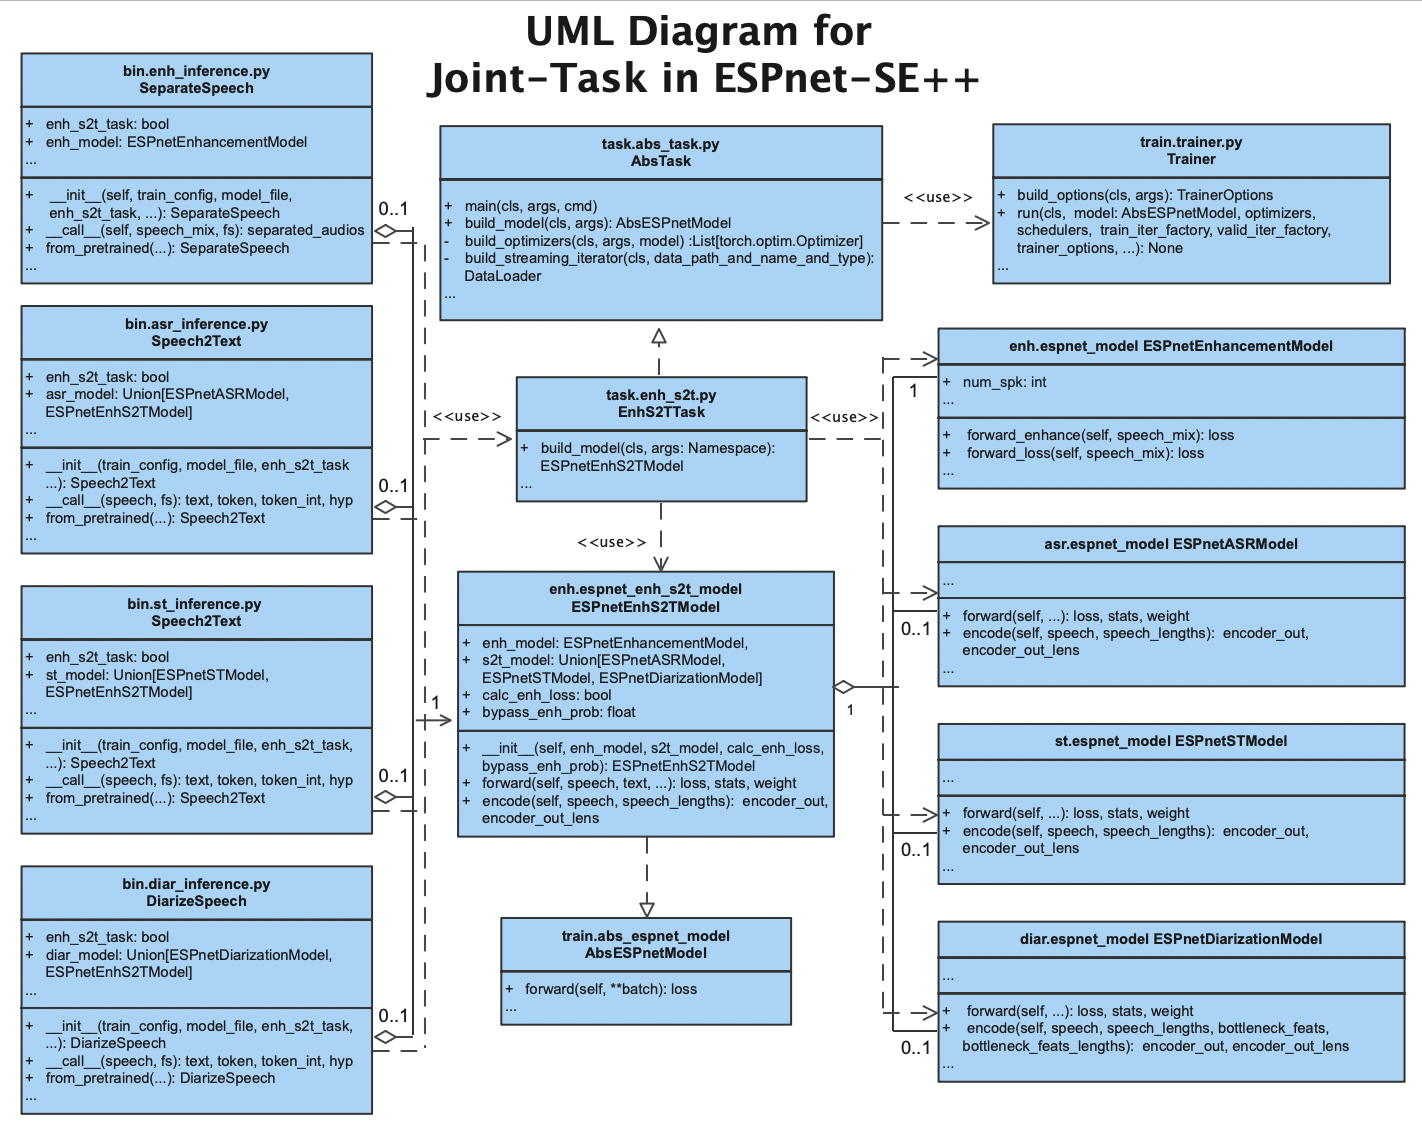 UML Diagram for
Joint-Task in ESPnet-SE++
bin.enh_inference.py
SeparateSpeech
+ enh_s2t_task: bool
+ enh_model: ESPnetEnhancementModel
...
+ __init__(self, train_config, model_file,
enh_s2t_task, ...): SeparateSpeech
+ __call__(self, speech_mix, fs): separated_audios
+ from_pretrained(...): SeparateSpeech
...
0..1
bin.asr_inference.py
Speech2Text
+ enh_s2t_task: bool
+ asr_model: Union[ESPnetASRModel,
ESPnetEnhS2TModel]
...
+ __init__(train_config, model_file, enh_s2t_task
...): Speech2Text
+ __call__(speech, fs): text, token, token_int, hyp
+ from_pretrained(...): Speech2Text
...
0..1
bin.st_inference.py
Speech2Text
+ enh_s2t_task: bool
+ st_model: Union[ESPnetSTModel,
ESPnetEnhS2TModel]
...
+ __init__(train_config, model_file, enh_s2t_task,
...): Speech2Text
+ __call__(speech, fs): text, token, token_int, hyp
+ from_pretrained(...): Speech2Text
...
0..1
bin.diar_inference.py
DiarizeSpeech
+ enh_s2t_task: bool
+ diar_model: Union[ESPnetDiarizationModel,
ESPnetEnhS2TModel]
...
+ __init__(train_config, model_file, enh_s2t_task,
...): DiarizeSpeech
+ __call__(speech, fs): text, token, token_int, hyp
+ from_pretrained(...): DiarizeSpeech
...
0..1
task.abs_task.py
AbsTask
+ main(cls, args, cmd)
+ build_model(cls, args): AbsESPnetModel
- build_optimizers(cls, args, model) :List[torch.optim.Optimizer]
- build_streaming_iterator(cls, data_path_and_name_and_type):
DataLoader
...
<<use>>
train.trainer.py
Trainer
+ build_options(cls, args): TrainerOptions
+ run(cls, model: AbsESPnetModel, optimizers,
schedulers, train_iter_factory, valid_iter_factory,
trainer_options, ...): None
...
<<use>>
task.enh_s2t.py
EnhS2TTask
+ build_model(cls, args: Namespace):
ESPnetEnhS2TModel
...
<<use>>
<<use>>
1
enh.espnet_enh_s2t_model
ESPnetEnhS2TModel
+ enh_model: ESPnetEnhancementModel,
+ s2t_model: Union[ESPnetASRModel,
ESPnetSTModel, ESPnetDiarizationModel]
+ calc_enh_loss: bool
+ bypass_enh_prob: float
+ __init__(self, enh_model, s2t_model, calc_enh_loss,
bypass_enh_prob): ESPnetEnhS2TModel
+ forward(self, speech, text, ...): loss, stats, weight
+ encode(self, speech, speech_lengths): encoder_out,
encoder_out_lens
1
train.abs_espnet_model
AbsESPnetModel
+ forward(self, **batch): loss
...
enh.espnet_model ESPnetEnhancementModel
+ num_spk: int
...
+ forward_enhance(self, speech_mix): loss
+ forward_loss(self, speech_mix): loss
...
1
asr.espnet_model ESPnetASRModel
...
+ forward(self, ...): loss, stats, weight
+ encode(self, speech, speech_lengths): encoder_out,
encoder_out_lens
...
0..1
st.espnet_model ESPnetSTModel
...
+ forward(self, ...): loss, stats, weight
+ encode(self, speech, speech_lengths): encoder_out,
encoder_out_lens
...
0..1
diar.espnet_model ESPnetDiarizationModel
...
+ forward(self, ...): loss, stats, weight
+ encode(self, speech, speech_lengths, bottleneck_feats,
bottleneck_feats_lengths): encoder_out, encoder_out_lens
...
0..1